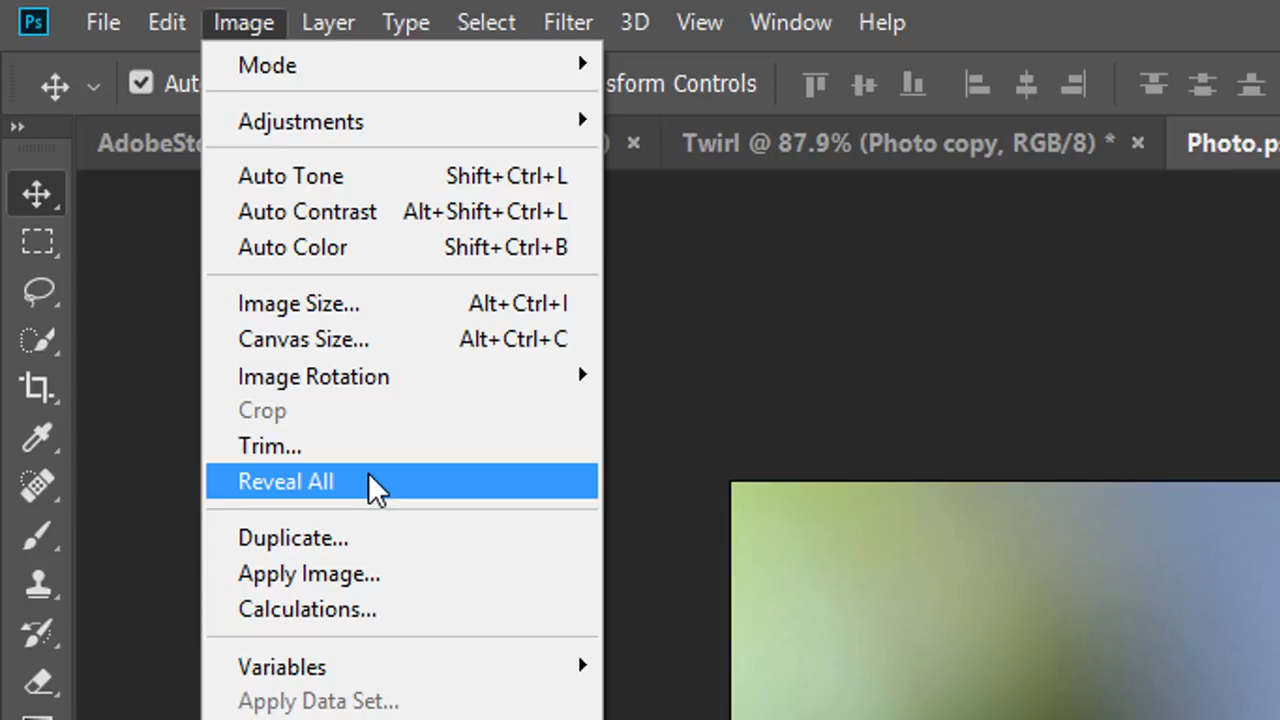 Ps File Edit Image Layer Type Select Filter 3D View Window Help
Mode
Adjustments
Auto Tone Shift+Ctrl+L
Auto Contrast Alt+Shift+Ctrl+L
Auto Color Shift+Ctrl+B
Image Size... Alt+Ctrl+I
Canvas Size... Alt+Ctrl+C
Image Rotation
Crop
Trim...
Reveal All
Duplicate...
Apply Image...
Calculations...
Variables
Apply Data Set...
Aut sform Controls
AdobeSto ) × Twirl @ 87.9% (Photo copy, RGB/8) * × Photo.ps